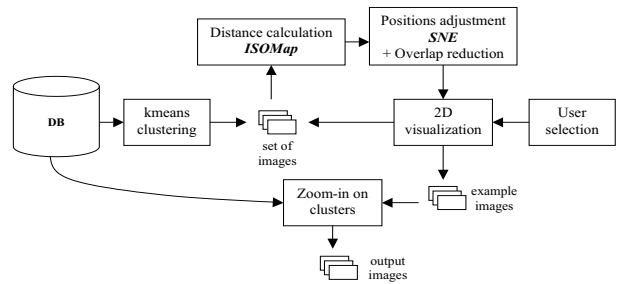 Distance calculation
ISOMap
Positions adjustment
SNE
+ Overlap reduction
DB
kmeans
clustering
set of
images
2D
visualization
User
selection
Zoom-in on
clusters
example
images
output
images